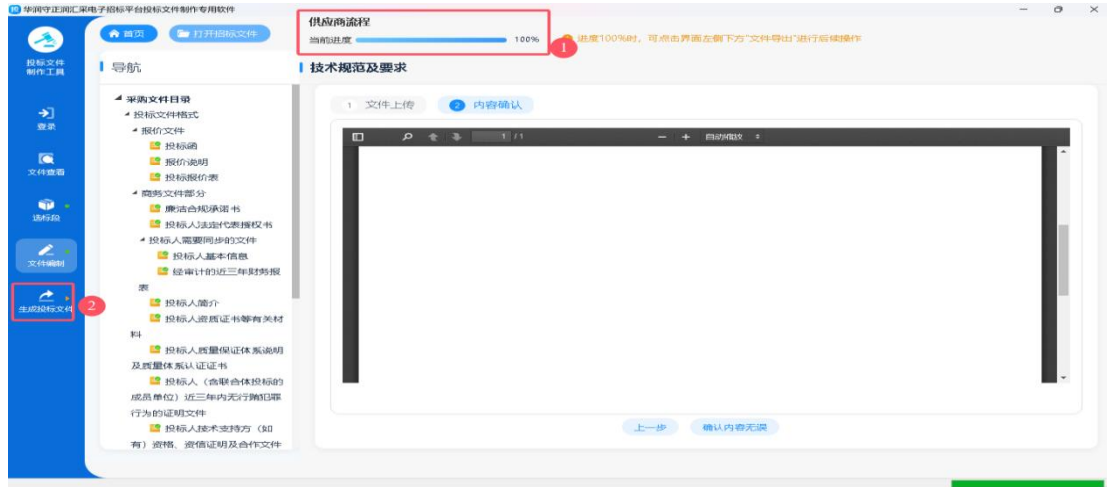 华润守正润汇采电子招标平台投标文件制作专用软件
投标文件
制作工具
首页
打开招标文件
供应商流程
当前进度 100%
1
进度100%时，可点击界面左侧下方“文件导出”进行后续操作
登录
文件查看
选标段
文件编制
生成投标文件
2
导航
采购文件目录
投标文件格式
报价文件
投标函
报价说明
投标报价表
商务文件部分
廉洁合规承诺书
投标人法定代表授权书
投标人需要同步的文件
投标人基本信息
经审计的近三年财务报
表
投标人简介
投标人资质证书等有关材
料
投标人质量保证体系说明
及质量体系认证证书
投标人（含联合体投标的
成员单位）近三年内无行贿犯罪
行为的证明文件
投标人技术支持方（如
有）资格、资信证明及合作文件
技术规范及要求
1 文件上传
2 内容确认
1 / 1
自动缩放
上一步
确认内容无误